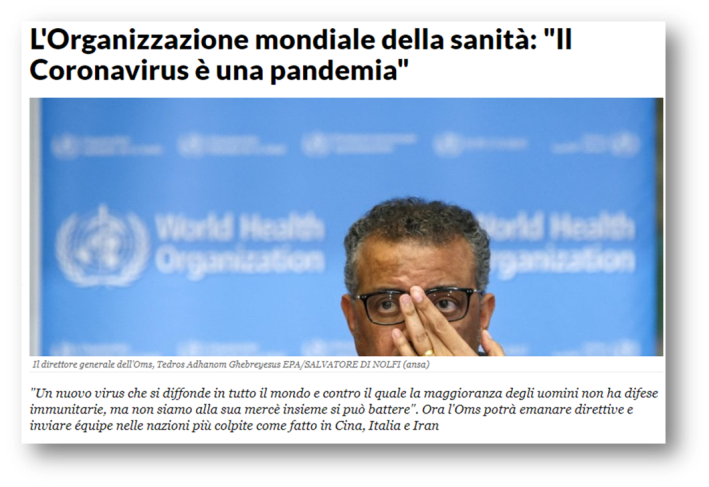 L'Organizzazione mondiale della sanità: "Il
Coronavirus è una pandemia"
World Health
Organization
World Health
Organization
Il direttore generale dell'Oms, Tedros Adhanom Ghebreyesus EPA/SALVATORE DI NOLFI (ansa)
"Un nuovo virus che si diffonde in tutto il mondo e contro il quale la maggioranza degli uomini non ha difese
immunitarie, ma non siamo alla sua mercè insieme si può battere". Ora l'Oms potrà emanare direttive e
inviare équipe nelle nazioni più colpite come fatto in Cina, Italia e Iran